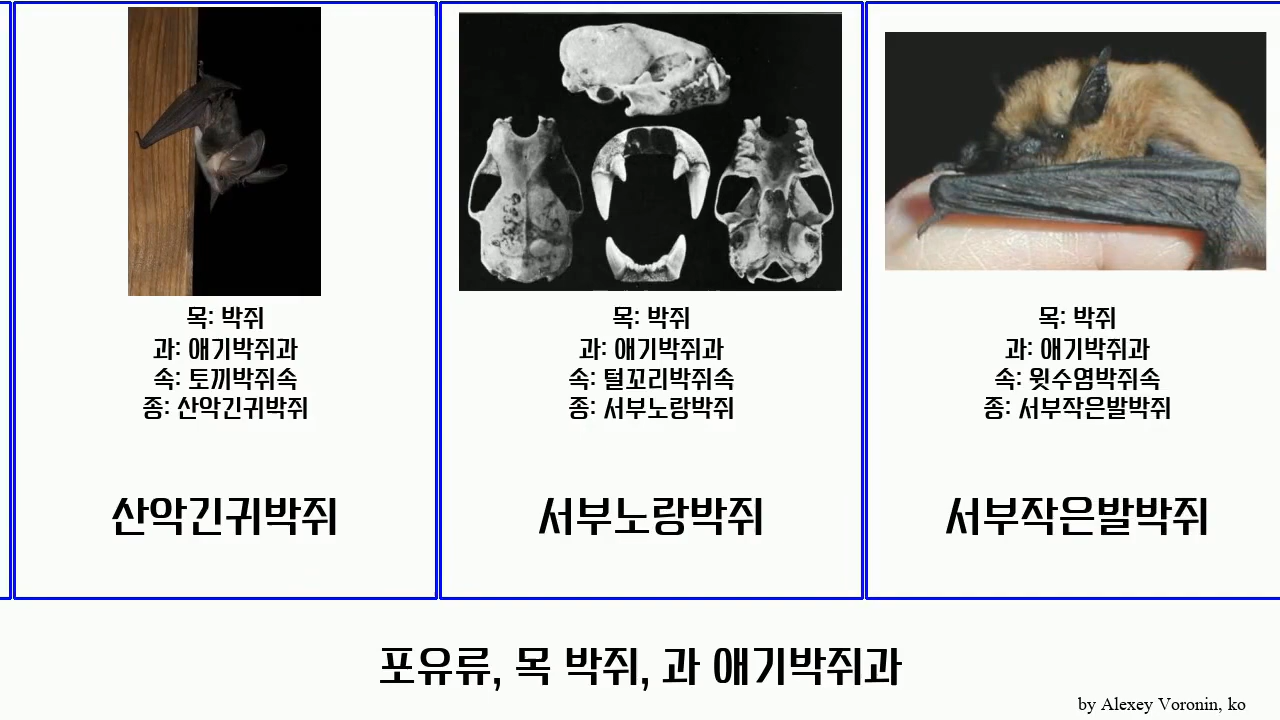 목: 박쥐
과: 애기박쥐과
속: 토끼박쥐속
종: 산악긴귀박쥐
산악긴귀박쥐
목: 박쥐
과: 애기박쥐과
속: 털꼬리박쥐속
종: 서부노랑박쥐
서부노랑박쥐
목: 박쥐
과: 애기박쥐과
속: 윗수염박쥐속
종: 서부작은발박쥐
서부작은발박쥐
포유류, 목 박쥐, 과 애기박쥐과
by Alexey Voronin, ko